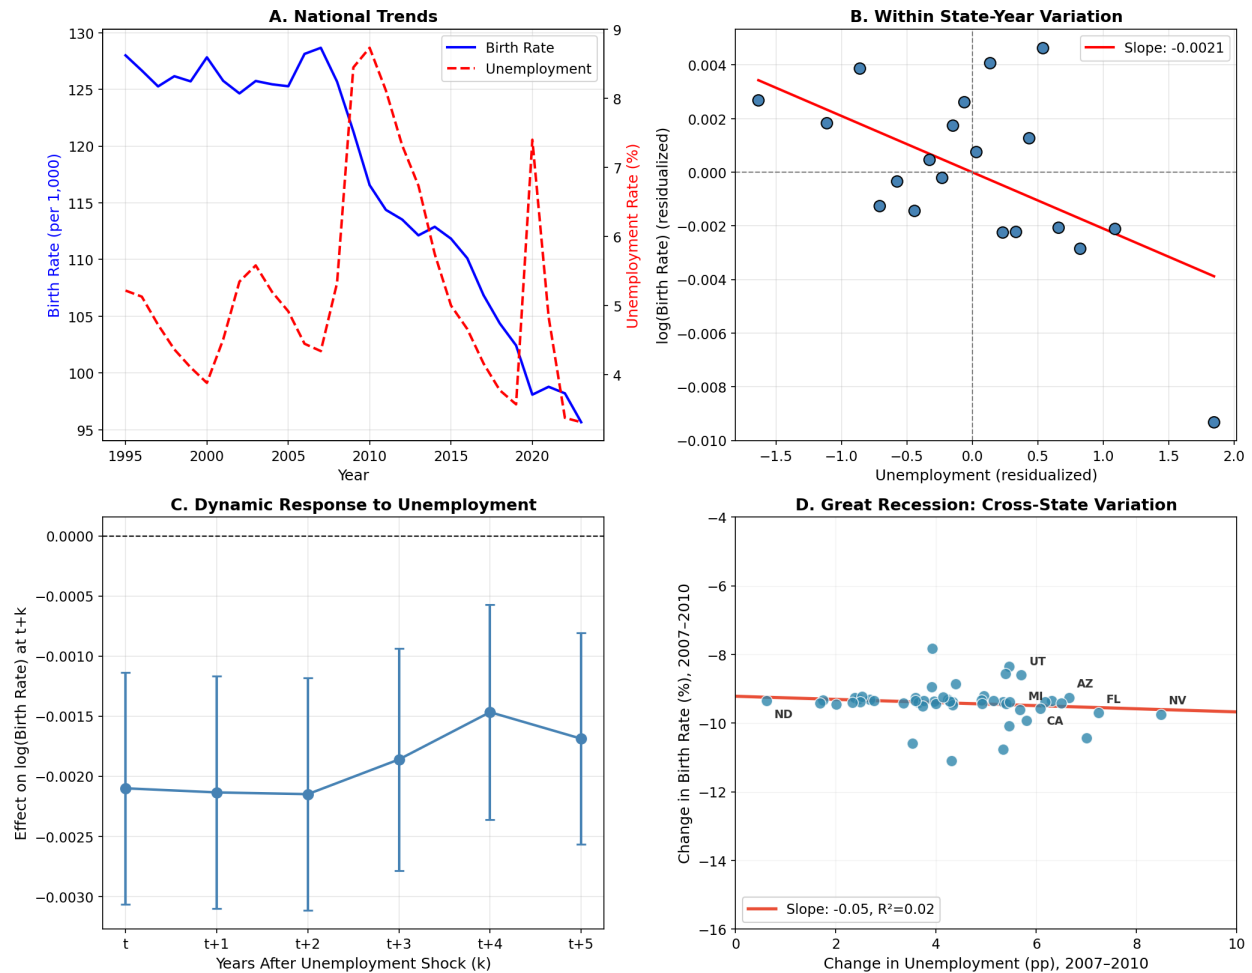 A. National Trends
Birth Rate
Unemployment
130
125
120
115
110
105
100
95
9
8
7
6
5
4
Birth Rate (per 1,000)
Unemployment Rate (%)
1995
2000
2005
2010
2015
2020
Year
B. Within State-Year Variation
Slope: -0.0021
0.004
0.002
0.000
−0.002
−0.004
−0.006
−0.008
−0.010
log(Birth Rate) (residualized)
−1.5
−1.0
−0.5
0.0
0.5
1.0
1.5
2.0
Unemployment (residualized)
C. Dynamic Response to Unemployment
0.0000
−0.0005
−0.0010
−0.0015
−0.0020
−0.0025
−0.0030
Effect on log(Birth Rate) at t+k
t
t+1
t+2
t+3
t+4
t+5
Years After Unemployment Shock (k)
D. Great Recession: Cross-State Variation
−4
−6
−8
−10
−12
−14
−16
Change in Birth Rate (%), 2007–2010
UT
AZ
MI
FL
NV
ND
CA
Slope: -0.05, R²=0.02
0
2
4
6
8
10
Change in Unemployment (pp), 2007–2010